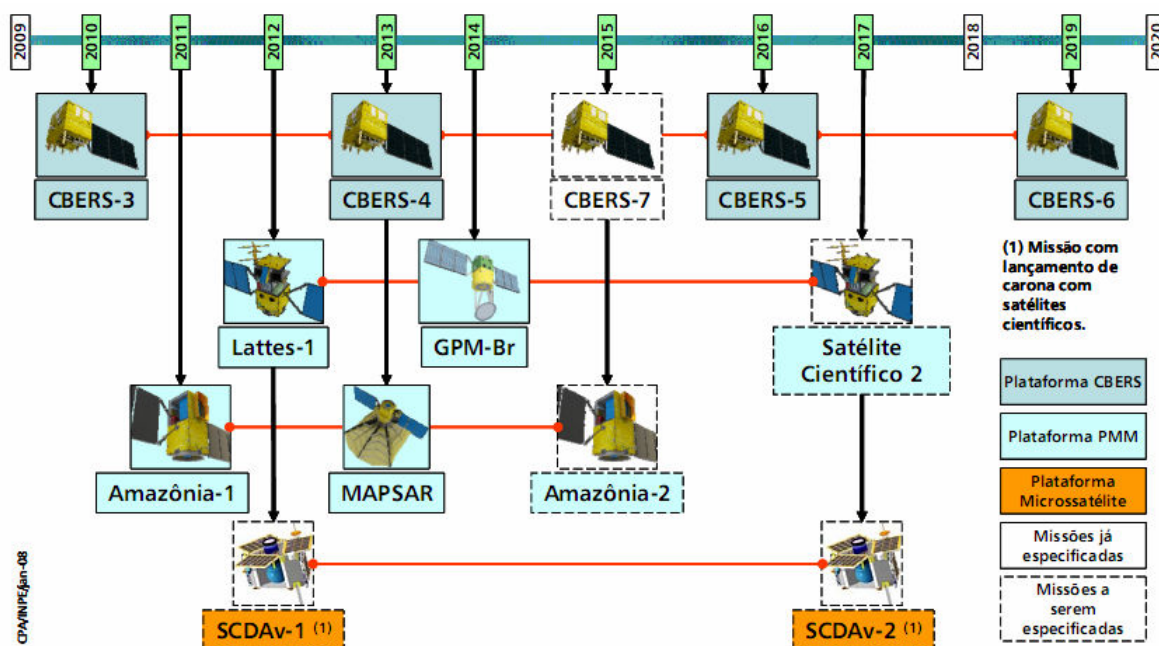 2009
2010
2011
2012
2013
2014
2015
2016
2017
2018
2019
2020
CBERS-3
CBERS-4
CBERS-7
CBERS-5
CBERS-6
Lattes-1
GPM-Br
Satélite
Científico 2
(1) Missão com
lançamento de
carona com
satélites
científicos.
Amazônia-1
MAPSAR
Amazônia-2
Plataforma CBERS
Plataforma PMM
Plataforma
Microssatélite
Missões já
especificadas
Missões a
serem
especificadas
SCDAv-1 (1)
SCDAv-2 (1)
CPA/INPE/jan-08